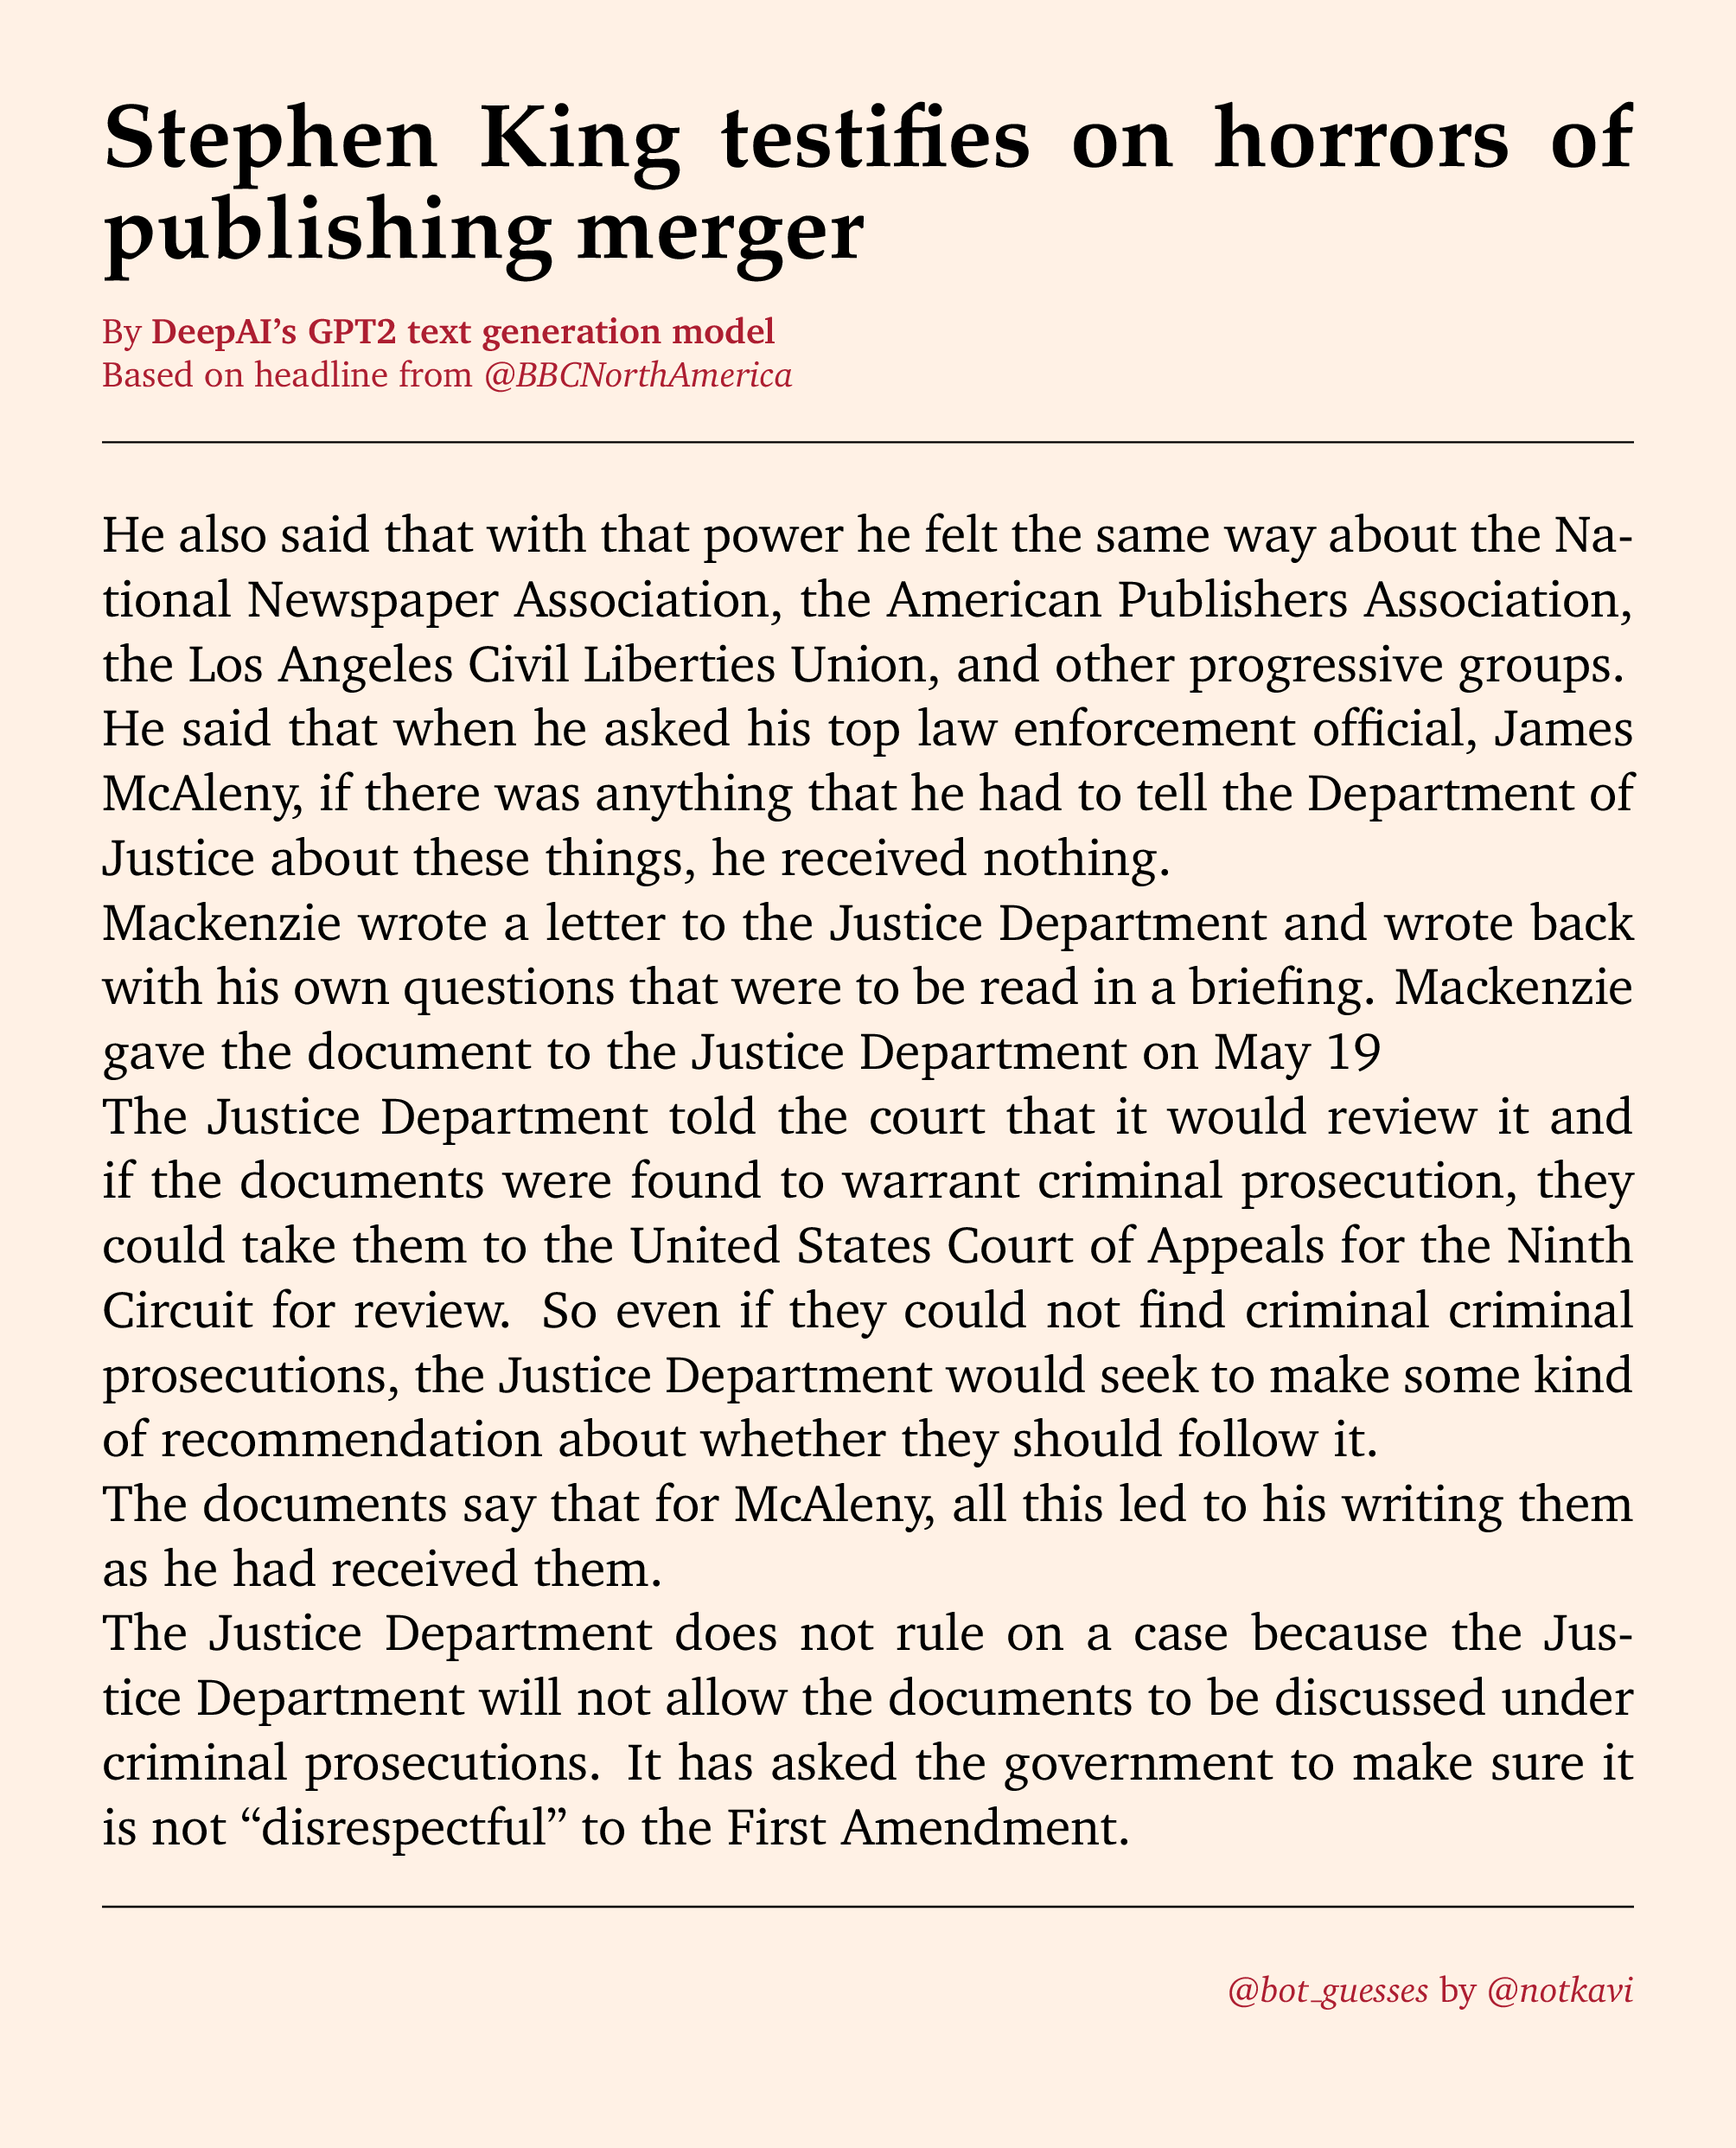 Stephen King testifies on horrors of
publishing merger
By DeepAI’s GPT2 text generation model
Based on headline from @BBCNorthAmerica
He also said that with that power he felt the same way about the Na-
tional Newspaper Association, the American Publishers Association,
the Los Angeles Civil Liberties Union, and other progressive groups.
He said that when he asked his top law enforcement official, James
McAleny, if there was anything that he had to tell the Department of
Justice about these things, he received nothing.
Mackenzie wrote a letter to the Justice Department and wrote back
with his own questions that were to be read in a briefing. Mackenzie
gave the document to the Justice Department on May 19
The Justice Department told the court that it would review it and
if the documents were found to warrant criminal prosecution, they
could take them to the United States Court of Appeals for the Ninth
Circuit for review. So even if they could not find criminal criminal
prosecutions, the Justice Department would seek to make some kind
of recommendation about whether they should follow it.
The documents say that for McAleny, all this led to his writing them
as he had received them.
The Justice Department does not rule on a case because the Jus-
tice Department will not allow the documents to be discussed under
criminal prosecutions. It has asked the government to make sure it
is not “disrespectful” to the First Amendment.
@bot_guesses by @notkavi